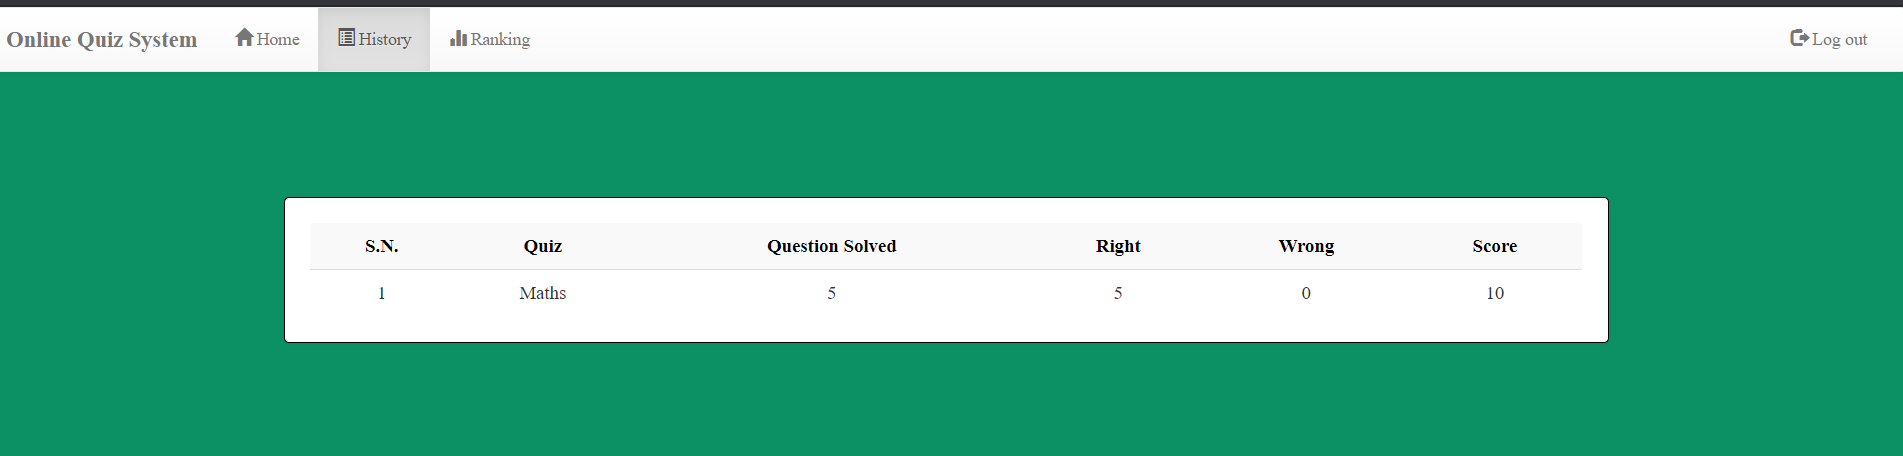 Online Quiz System Home History Ranking Log out
S.N. Quiz Question Solved Right Wrong Score
1 Maths 5 5 0 10